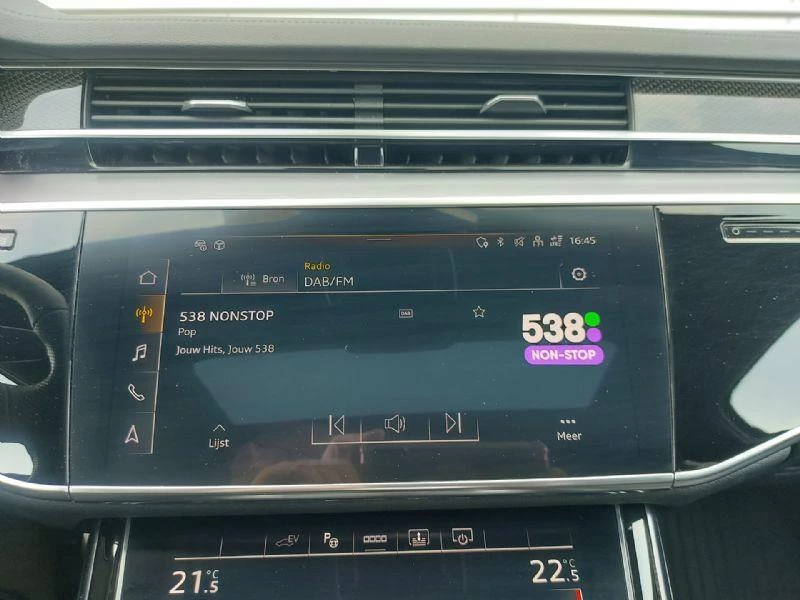 16:45
Radio
Bron
DAB/FM
538 NONSTOP
DAB
Pop
Jouw Hits, Jouw 538
538
NON-STOP
Lijst
Meer
EV
P
21.5 °C
22.5 °C